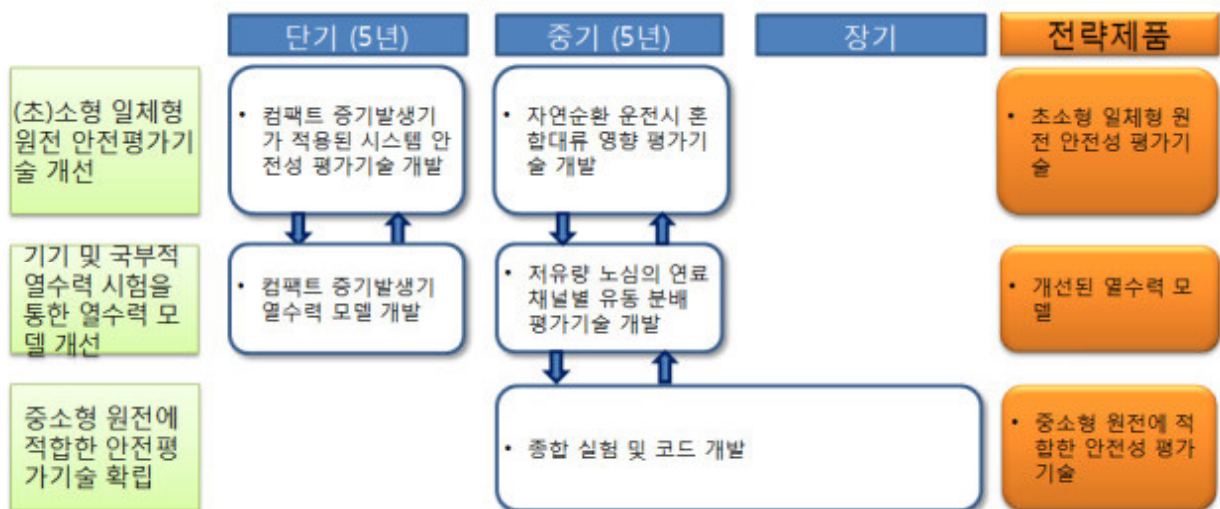 단기 (5년)
중기 (5년)
장기
전략제품
(초)소형 일체형
원전 안전평가기
술 개선
• 컴팩트 증기발생기
가 적용된 시스템 안
전성 평가기술 개발
• 자연순환 운전시 혼
합대류 영향 평가기
술 개발
• 초소형 일체형 원
전 안전성 평가기
술
기기 및 국부적
열수력 시험을
통한 열수력 모
델 개선
• 컴팩트 증기발생기
열수력 모델 개발
• 저유량 노심의 연료
채널별 유동 분배
평가기술 개발
• 개선된 열수력 모
델
중소형 원전에
적합한 안전평
가기술 확립
• 종합 실험 및 코드 개발
• 중소형 원전에 적
합한 안전성 평가
기술